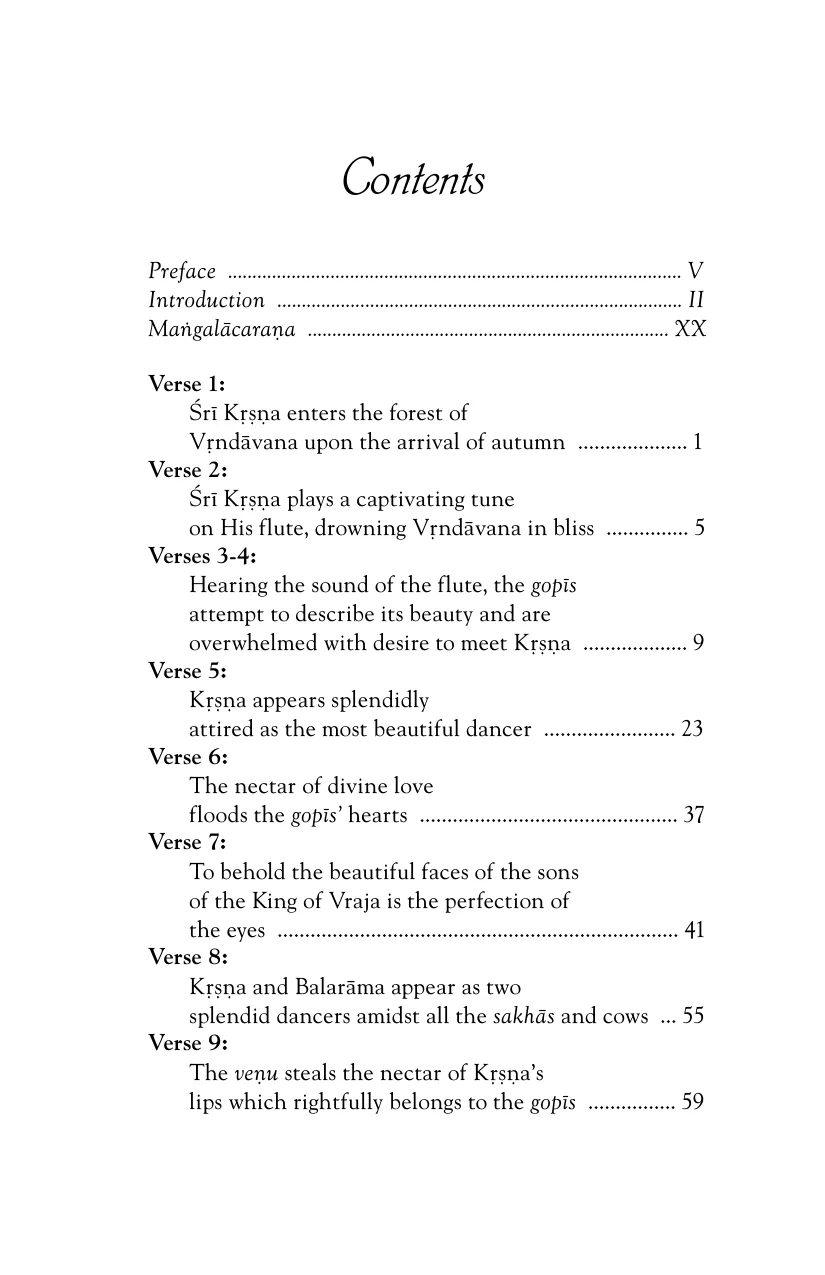 Contents
Preface ............................................................................................. V
Introduction ................................................................................... II
Maṅgalācaraṇa .......................................................................... XX
Verse 1:
Śrī Kṛṣṇa enters the forest of
Vṛndāvana upon the arrival of autumn .................... 1
Verse 2:
Śrī Kṛṣṇa plays a captivating tune
on His flute, drowning Vṛndāvana in bliss ............... 5
Verses 3-4:
Hearing the sound of the flute, the gopīs
attempt to describe its beauty and are
overwhelmed with desire to meet Kṛṣṇa ................... 9
Verse 5:
Kṛṣṇa appears splendidly
attired as the most beautiful dancer ........................ 23
Verse 6:
The nectar of divine love
floods the gopīs’ hearts ............................................... 37
Verse 7:
To behold the beautiful faces of the sons
of the King of Vraja is the perfection of
the eyes .......................................................................... 41
Verse 8:
Kṛṣṇa and Balarāma appear as two
splendid dancers amidst all the sakhās and cows ... 55
Verse 9:
The veṇu steals the nectar of Kṛṣṇa’s
lips which rightfully belongs to the gopīs ................ 59